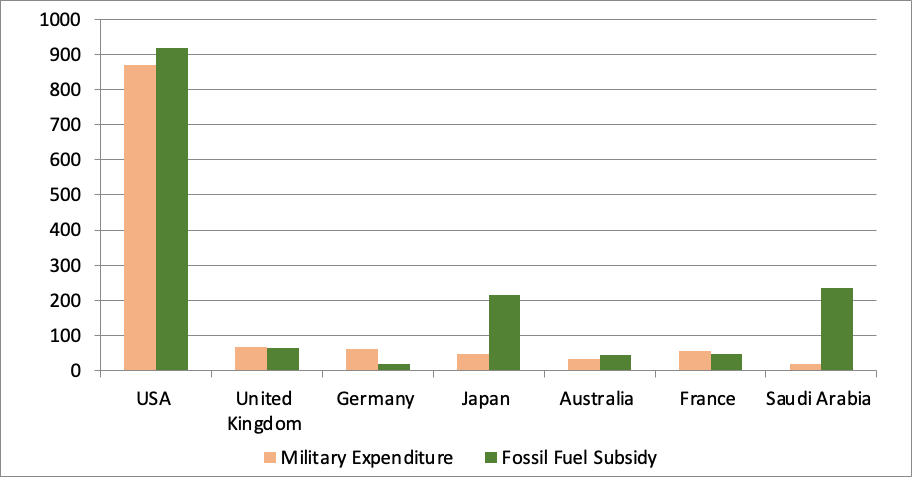 1000
900
800
700
600
500
400
300
200
100
0
USA
United Kingdom
Germany
Japan
Australia
France
Saudi Arabia
Military Expenditure
Fossil Fuel Subsidy